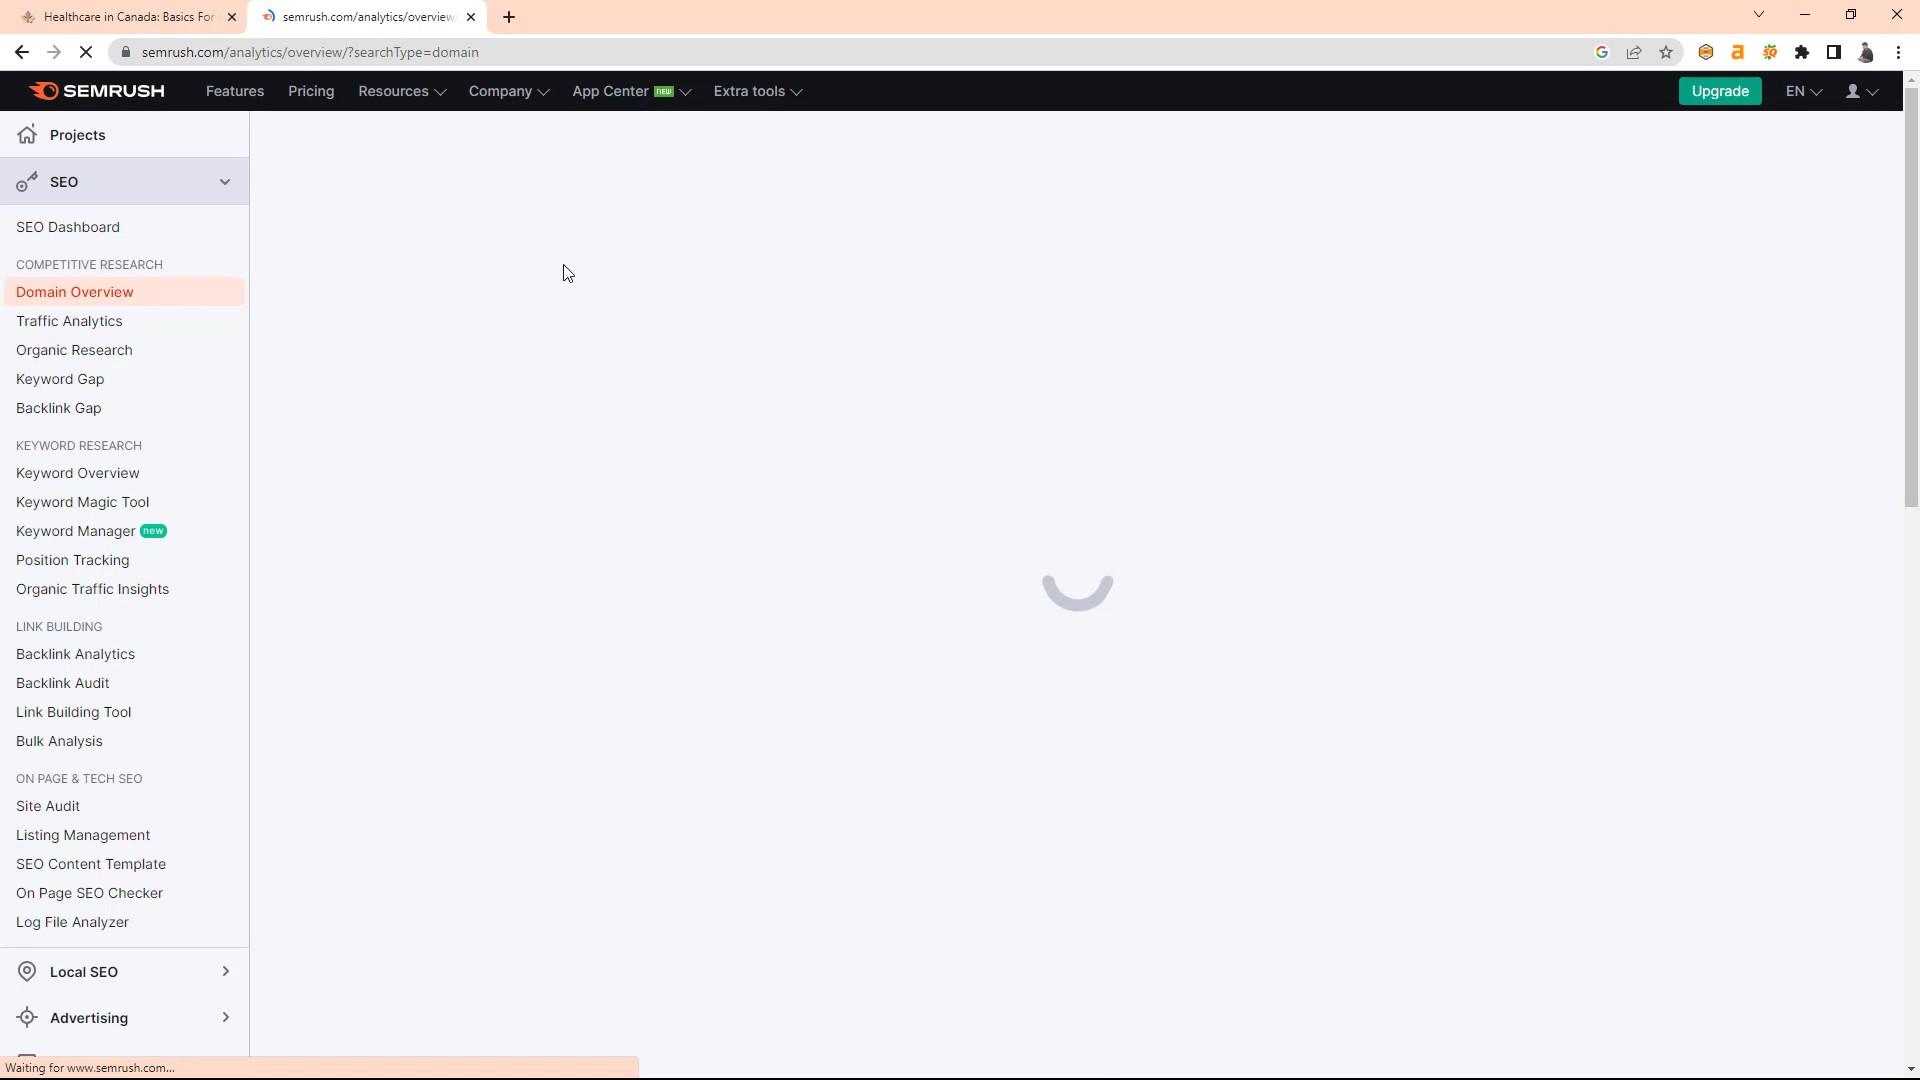 Healthcare in Canada: Basics For
semrush.com/analytics/overview
semrush.com/analytics/overview/?searchType=domain
SEMRUSH
Features
Pricing
Resources
Company
App Center NEW
Extra tools
Upgrade
EN
Projects
SEO
SEO Dashboard
COMPETITIVE RESEARCH
Domain Overview
Traffic Analytics
Organic Research
Keyword Gap
Backlink Gap
KEYWORD RESEARCH
Keyword Overview
Keyword Magic Tool
Keyword Manager new
Position Tracking
Organic Traffic Insights
LINK BUILDING
Backlink Analytics
Backlink Audit
Link Building Tool
Bulk Analysis
ON PAGE & TECH SEO
Site Audit
Listing Management
SEO Content Template
On Page SEO Checker
Log File Analyzer
Local SEO
Advertising
Waiting for www.semrush.com...